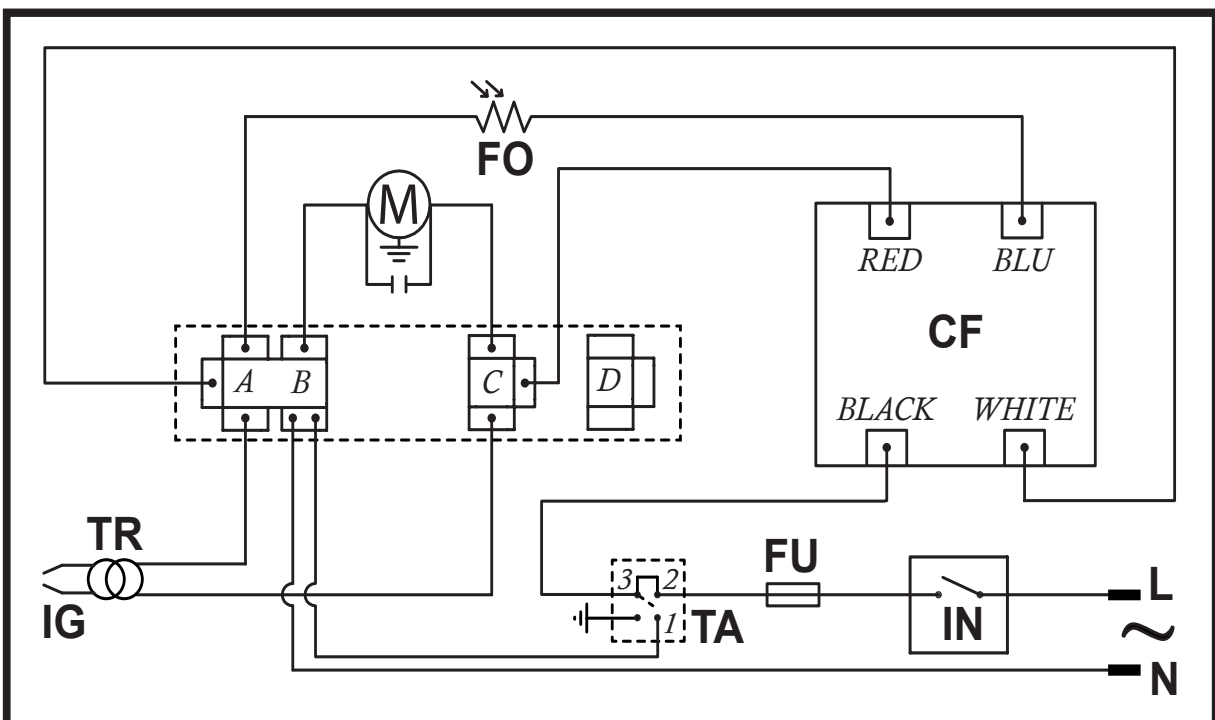 FO
M
RED BLU
CF
A B C D
BLACK WHITE
TR
FU
3 2
L
IG
1 TA
IN
~
N